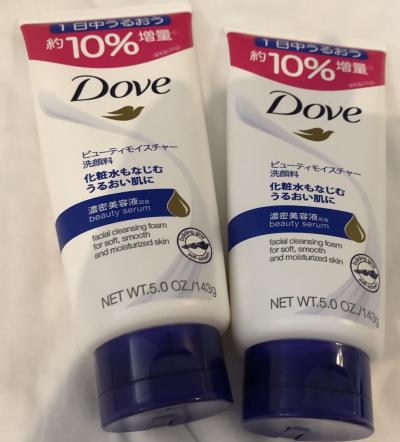 1日中うるおう
約10%増量
Dove
ビューティモイスチャー
洗顔料
化粧水もなじむ
うるおい肌に
濃密美容液配合
beauty serum
facial cleansing foam
for soft, smooth
and moisturized skin
NET WT.5.0 OZ./143g
1日中うるおう
約10%増量
Dove
ビューティモイスチャー
洗顔料
化粧水もなじむ
うるおい肌に
濃密美容液配合
beauty serum
facial cleansing foam
for soft, smooth
and moisturized skin
NET WT.5.0 OZ./143g